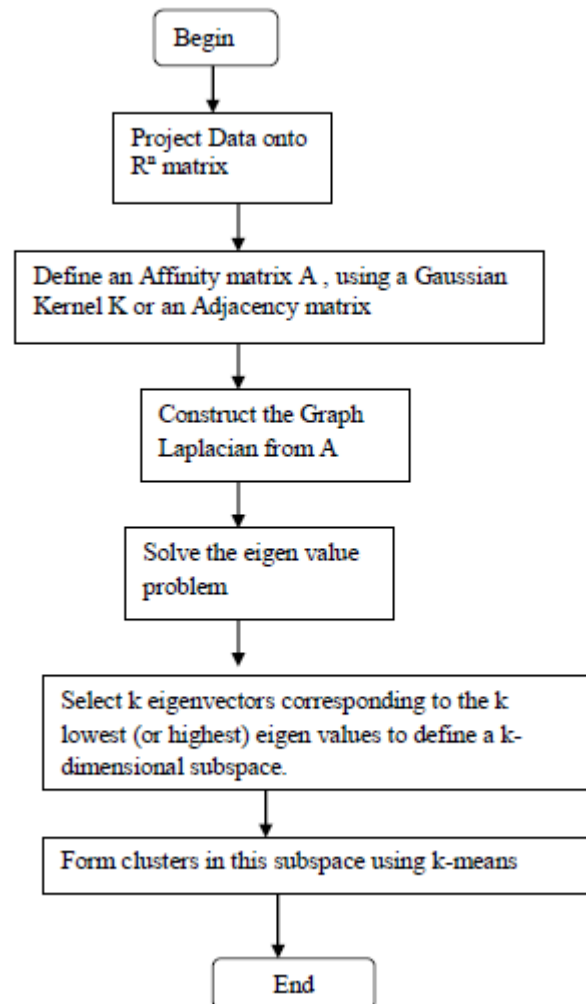 Begin
Project Data onto
Rⁿ matrix
Define an Affinity matrix A , using a Gaussian
Kernel K or an Adjacency matrix
Construct the Graph
Laplacian from A
Solve the eigen value
problem
Select k eigenvectors corresponding to the k
lowest (or highest) eigen values to define a k-
dimensional subspace.
Form clusters in this subspace using k-means
End